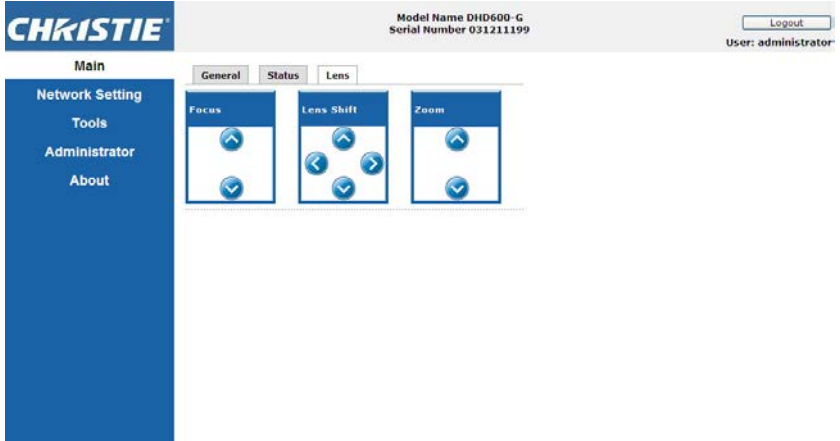 CHRISTIE
Model Name DHD600-G
Serial Number 031211199
Logout
User: administrator
Main
Network Setting
Tools
Administrator
About
General Status Lens
Focus Lens Shift Zoom